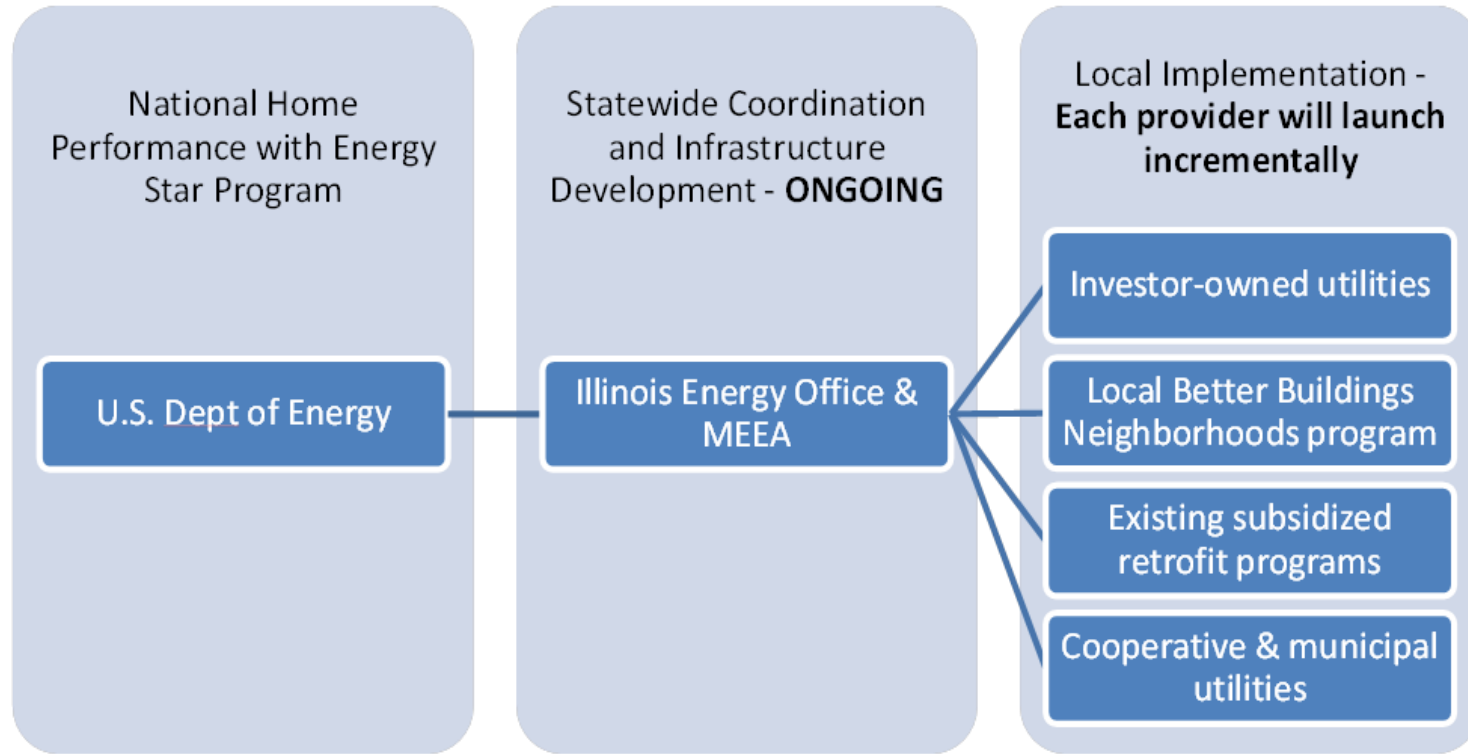 National Home
Performance with Energy
Star Program
U.S. Dept of Energy
Statewide Coordination
and Infrastructure
Development - ONGOING
Illinois Energy Office &
MEEA
Local Implementation -
Each provider will launch
incrementally
Investor-owned utilities
Local Better Buildings
Neighborhoods program
Existing subsidized
retrofit programs
Cooperative & municipal
utilities